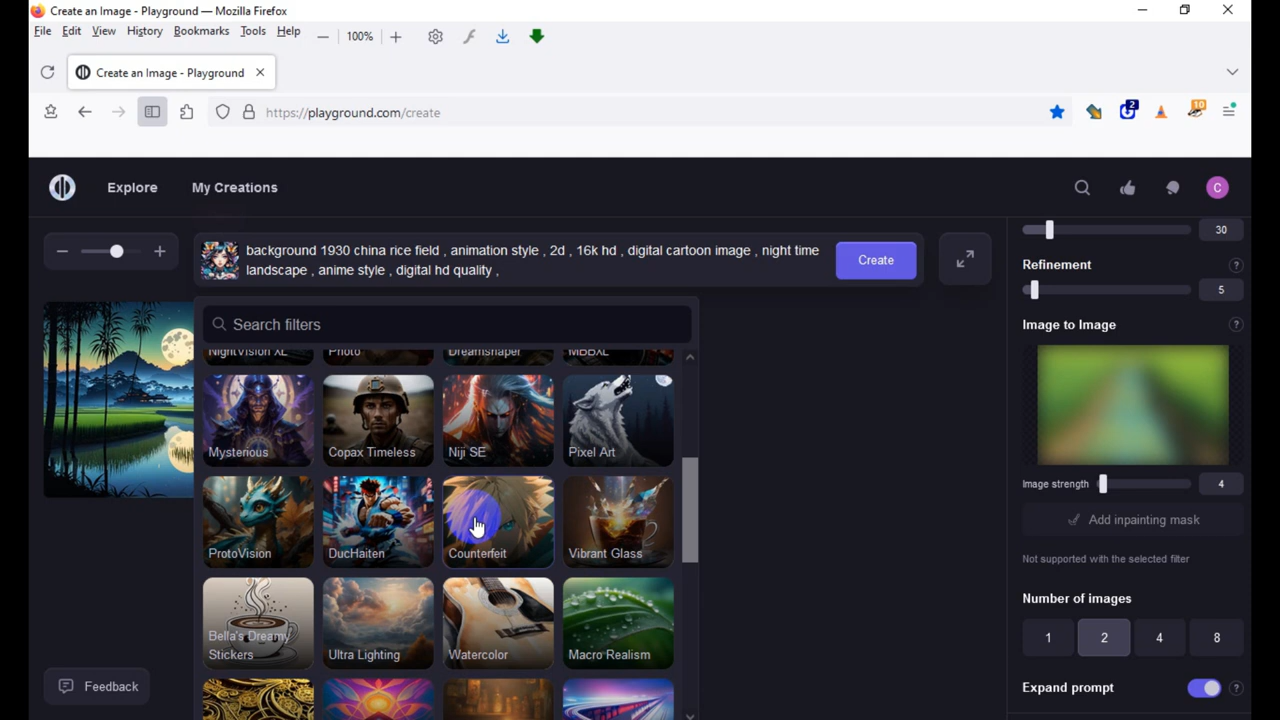 Create an Image - Playground — Mozilla Firefox
File Edit View History Bookmarks Tools Help 100%
Create an Image - Playground
2
10
https://playground.com/create
Explore My Creations
C
background 1930 china rice field , animation style , 2d , 16k hd , digital cartoon image , night time
landscape , anime style , digital hd quality ,
Create
30
Refinement
5
Search filters
Image to Image
NightVision XL Photo Dreamshaper MBBXL
Mysterious Copax Timeless Niji SE Pixel Art
Image strength 4
Add inpainting mask
ProtoVision DucHaiten Counterfeit Vibrant Glass
Not supported with the selected filter
Number of images
1 2 4 8
Bella's Dreamy
Stickers Ultra Lighting Watercolor Macro Realism
Feedback
Expand prompt